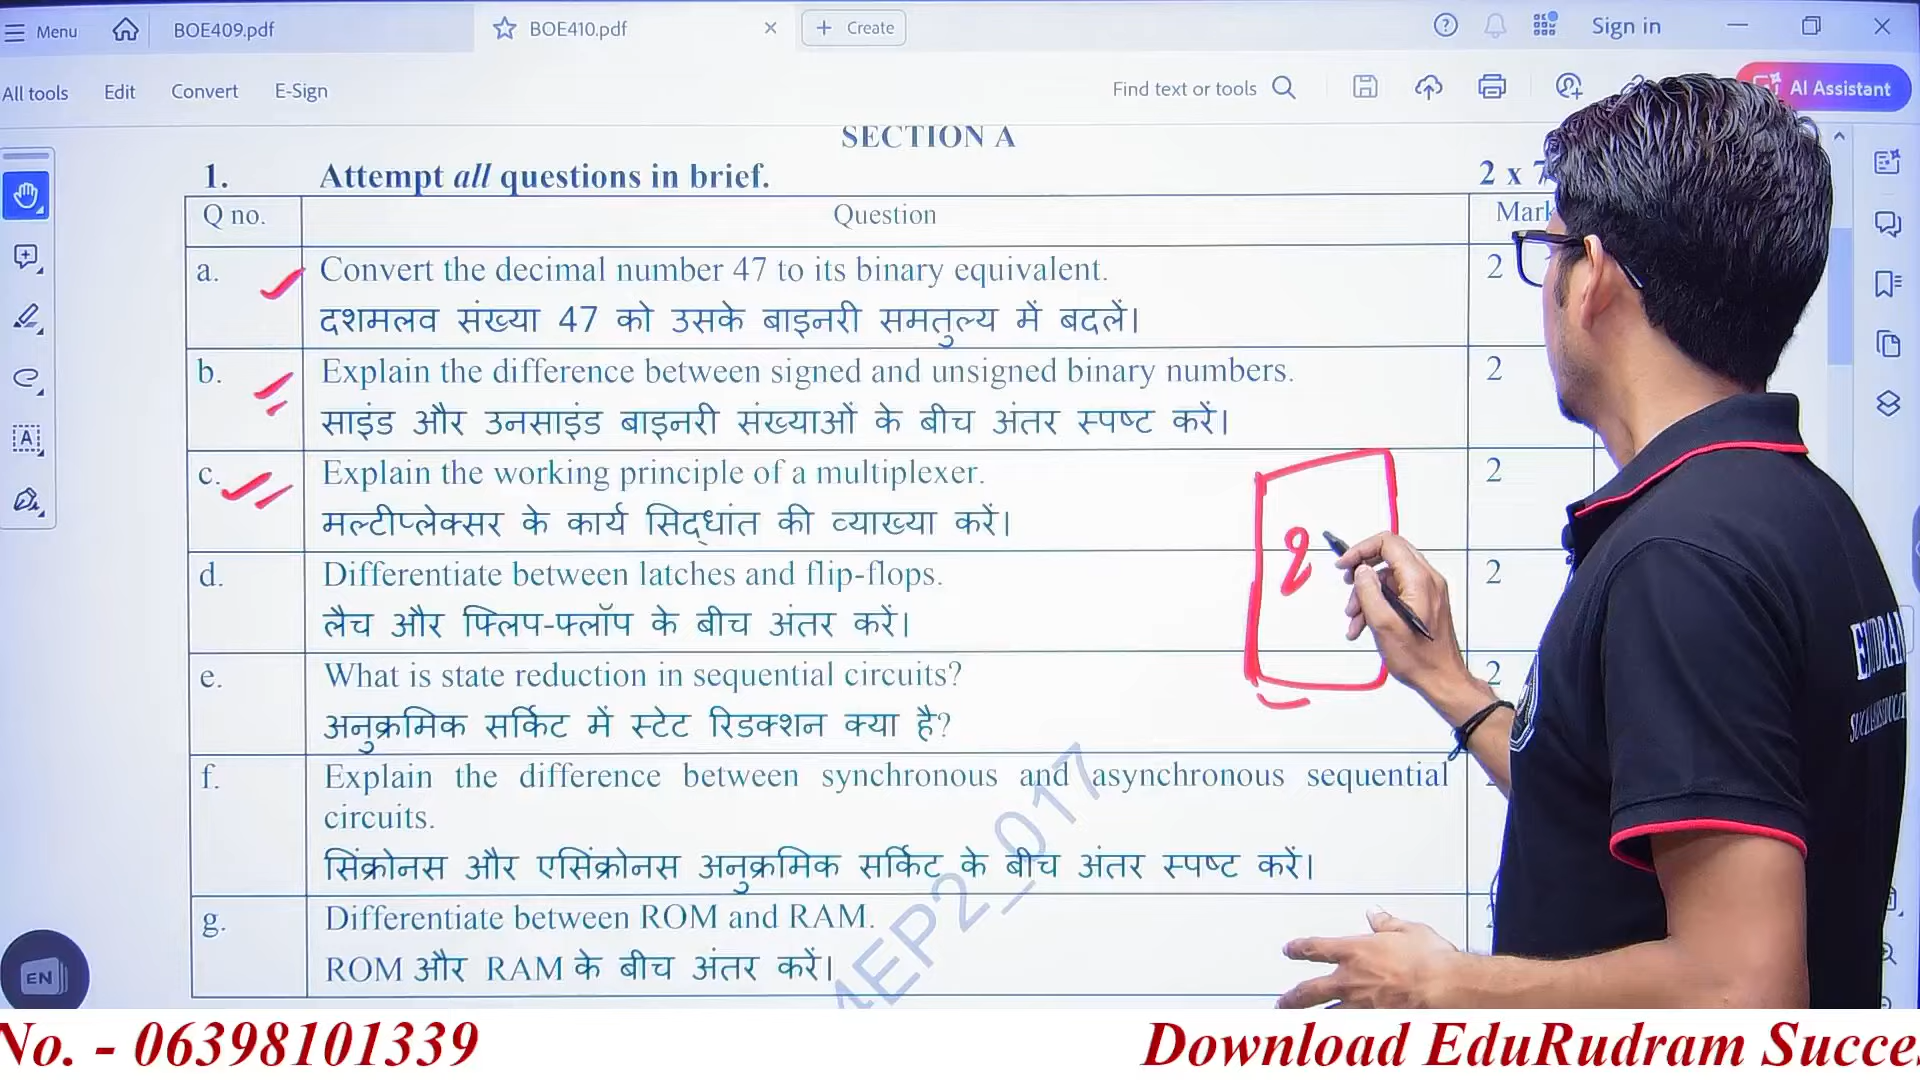 Menu
BOE409.pdf
BOE410.pdf
Create
Sign in
All tools
Edit
Convert
E-Sign
Find text or tools
AI Assistant
SECTION A
1. Attempt all questions in brief. 2 x 7
Q no. Question Mark
a. Convert the decimal number 47 to its binary equivalent. 2
दशमलव संख्या 47 को उसके बाइनरी समतुल्य में बदलें।
b. Explain the difference between signed and unsigned binary numbers. 2
साइंड और उनसाइंड बाइनरी संख्याओं के बीच अंतर स्पष्ट करें।
c. Explain the working principle of a multiplexer. 2
मल्टीप्लेक्सर के कार्य सिद्धांत की व्याख्या करें।
d. Differentiate between latches and flip-flops. 2
लैच और फ्लिप-फ्लॉप के बीच अंतर करें।
e. What is state reduction in sequential circuits? 2
अनुक्रमिक सर्किट में स्टेट रिडक्शन क्या है?
f. Explain the difference between synchronous and asynchronous sequential
circuits.
सिंक्रोनस और एसिंक्रोनस अनुक्रमिक सर्किट के बीच अंतर स्पष्ट करें।
g. Differentiate between ROM and RAM.
ROM और RAM के बीच अंतर करें।
4EP2_017
EN
No. - 06398101339
Download EduRudram Succes